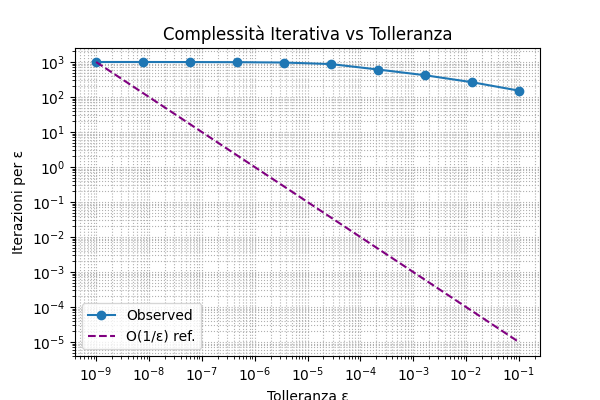 Complessità Iterativa vs Tolleranza
Iterazioni per ε
10³
10²
10¹
10⁰
10⁻¹
10⁻²
10⁻³
10⁻⁴
10⁻⁵
Observed
O(1/ε) ref.
10⁻⁹ 10⁻⁸ 10⁻⁷ 10⁻⁶ 10⁻⁵ 10⁻⁴ 10⁻³ 10⁻² 10⁻¹
Tolleranza ε